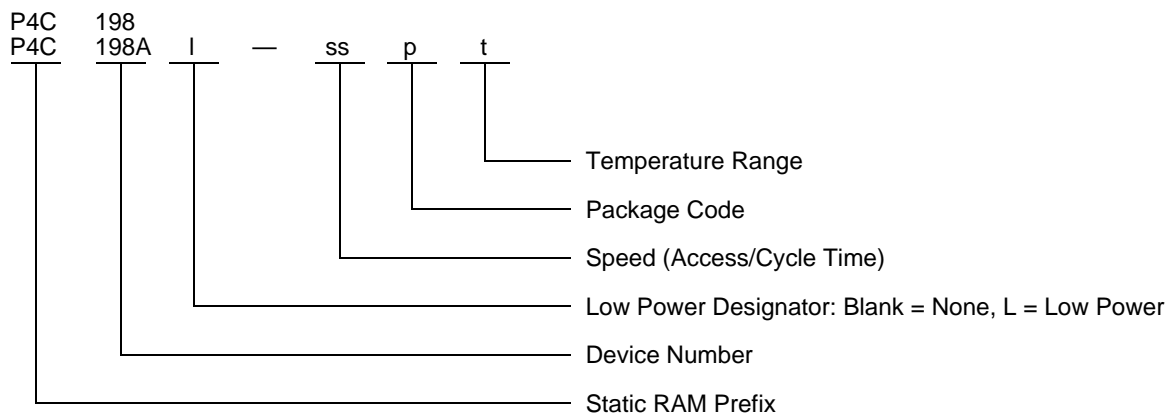 P4C 198
P4C 198A l — ss p t
Temperature Range
Package Code
Speed (Access/Cycle Time)
Low Power Designator: Blank = None, L = Low Power
Device Number
Static RAM Prefix